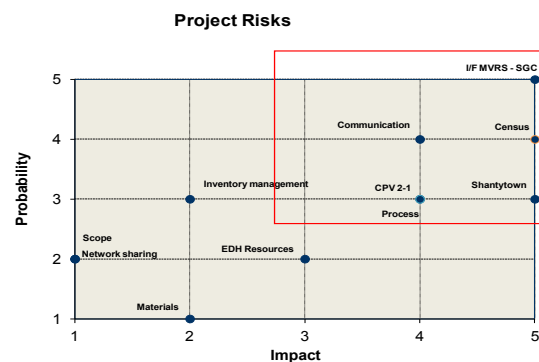 Project Risks
I/F MVRS - SGC
5
Communication
Census
4
Inventory management
CPV 2-1
Shantytown
3
Process
Probability
Scope
Network sharing
EDH Resources
2
Materials
1
1 2 3 4 5
Impact